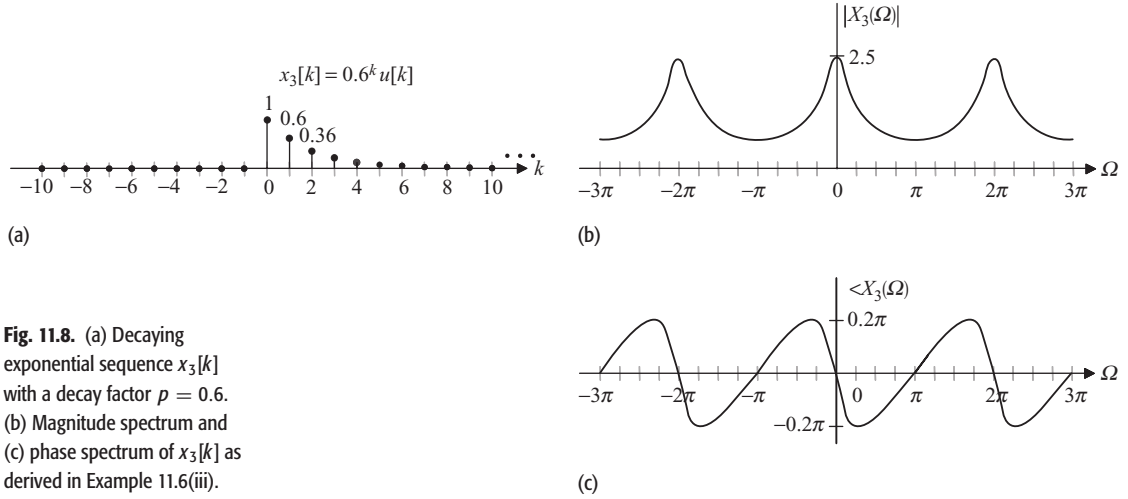 x₃[k] = 0.6ᵏ u[k]
1
0.6
0.36
k
−10 −8 −6 −4 −2 0 2 4 6 8 10
(a)
|X₃(Ω)|
2.5
−3π −2π −π 0 π 2π 3π Ω
(b)
<X₃(Ω)
0.2π
−3π −2π −π 0 π 2π 3π Ω
−0.2π
(c)
Fig. 11.8. (a) Decaying
exponential sequence x₃[k]
with a decay factor p = 0.6.
(b) Magnitude spectrum and
(c) phase spectrum of x₃[k] as
derived in Example 11.6(iii).